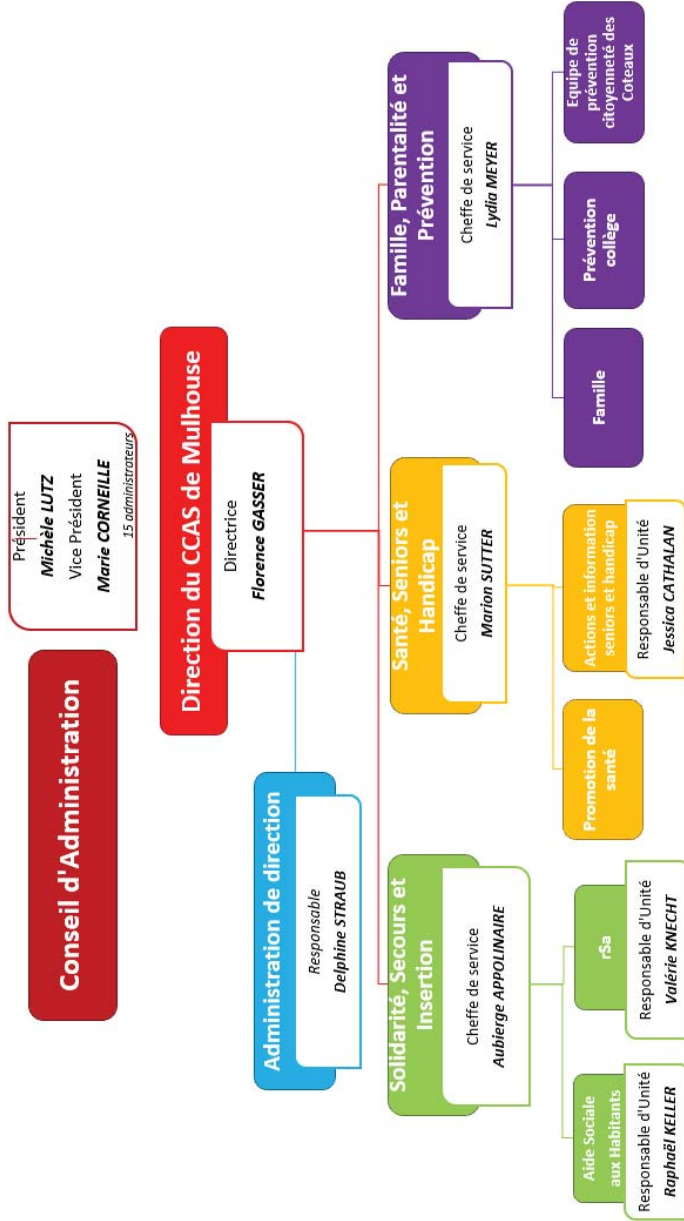 Conseil d'Administration
Président
Michèle LUTZ
Vice Président
Marie CORNEILLE
15 administrateurs
Direction du CCAS de Mulhouse
Directrice
Florence GASSER
Administration de direction
Responsable
Delphine STRAUB
Solidarité, Secours et
Insertion
Cheffe de service
Aubierge APPOLINAIRE
Santé, Seniors et
Handicap
Cheffe de service
Marion SUTTER
Famille, Parentalité et
Prévention
Cheffe de service
Lydia MEYER
Aide Sociale
aux Habitants
Responsable d'Unité
Raphaël KELLER
rSa
Responsable d'Unité
Valérie KNECHT
Promotion de la
santé
Actions et information
seniors et handicap
Responsable d'Unité
Jessica CATHALAN
Famille
Prévention
collège
Equipe de
prévention
citoyenneté des
Coteaux